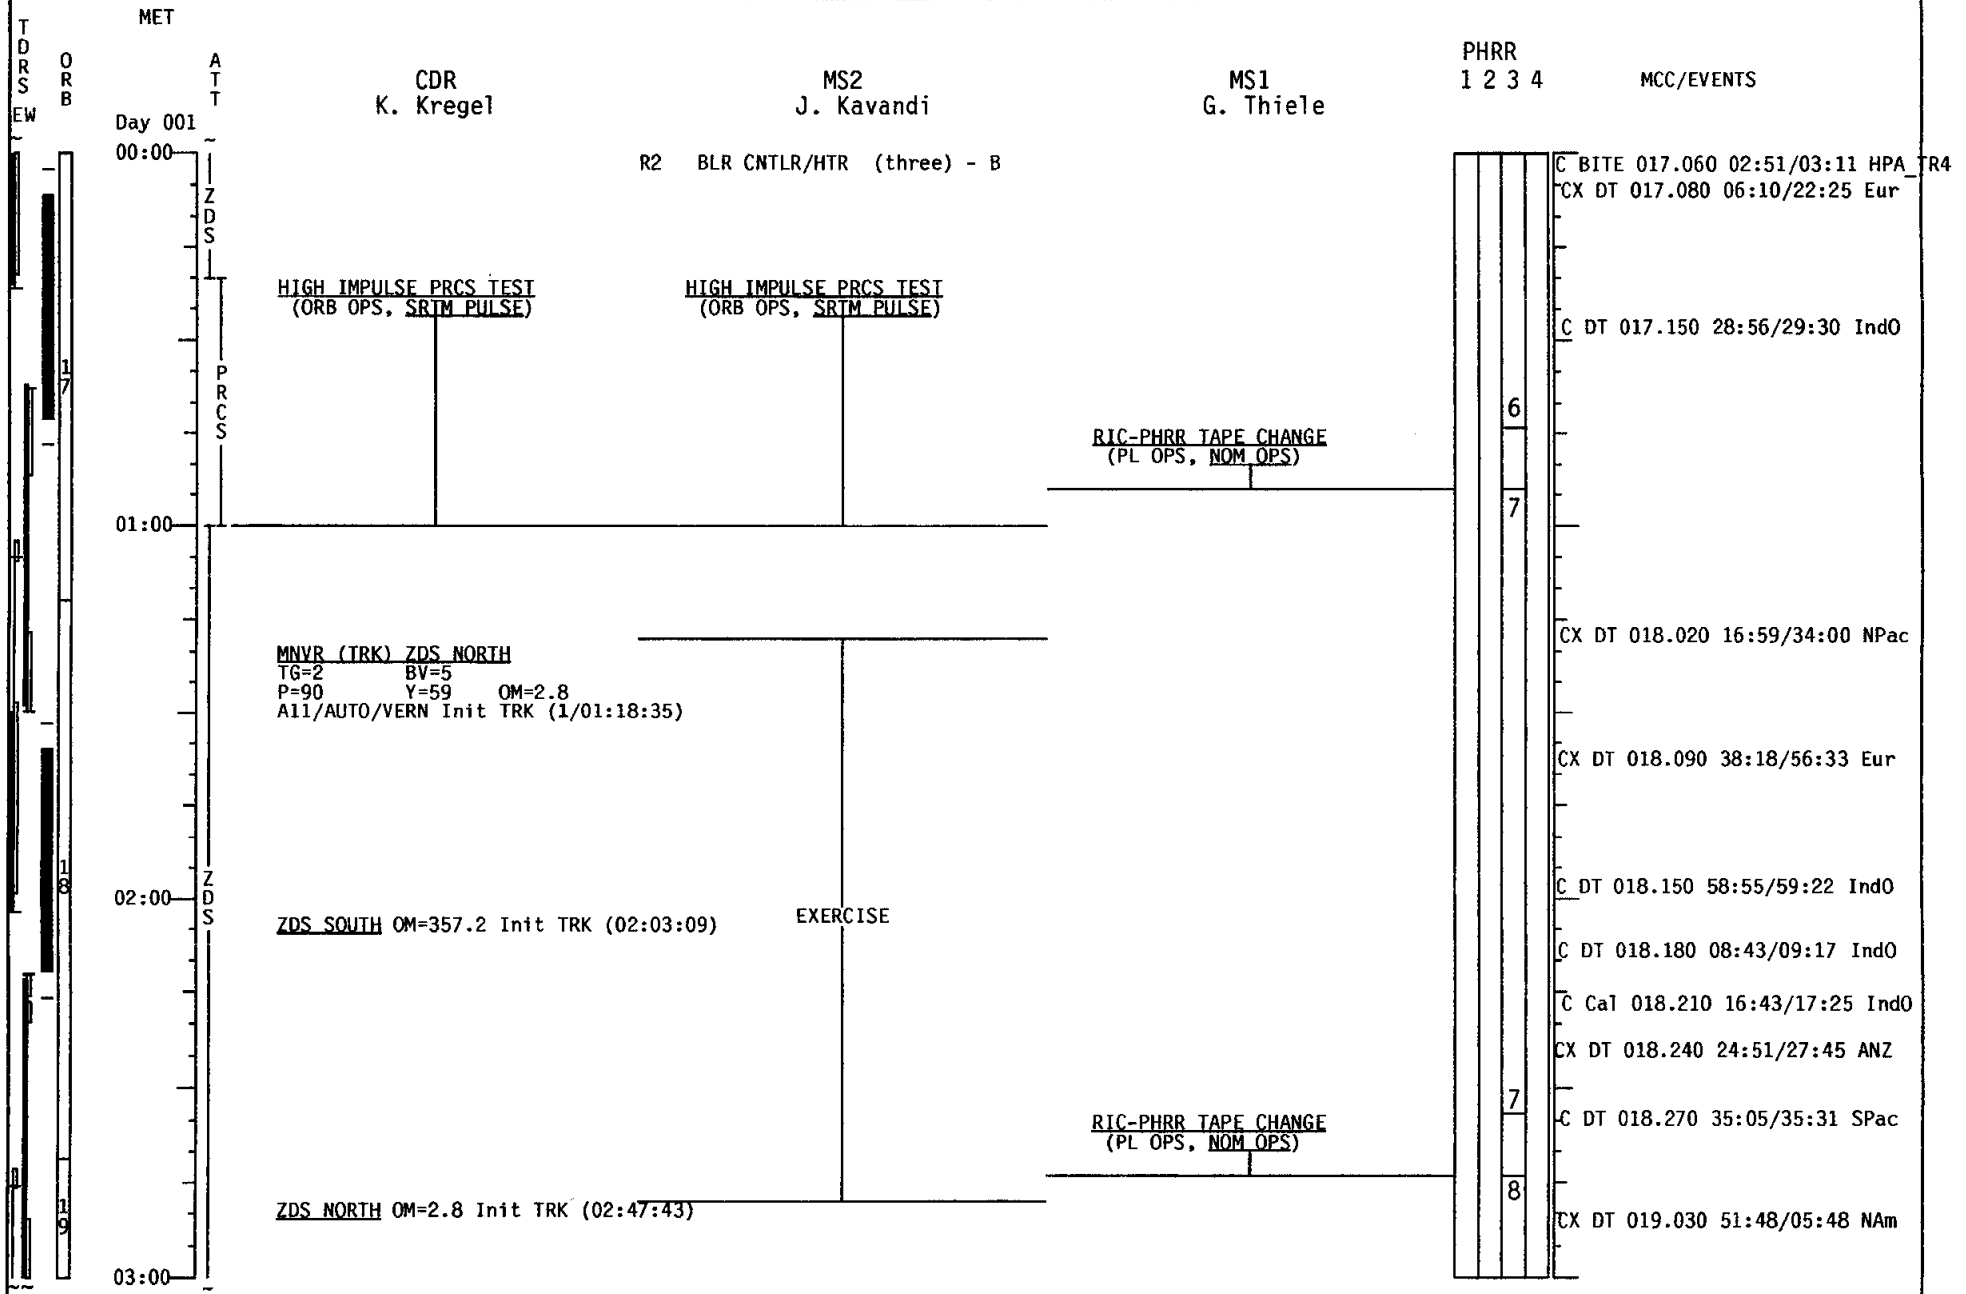 MET
TDRS
ORB
ATT
EW
CDR
K. Kregel
MS2
J. Kavandi
MS1
G. Thiele
PHRR
1 2 3 4
MCC/EVENTS
Day 001
00:00
R2 BLR CNTLR/HTR (three) - B
C BITE 017.060 02:51/03:11 HPA_TR4
CX DT 017.080 06:10/22:25 Eur
ZDS
HIGH IMPULSE PRCS TEST
(ORB OPS, SRTM PULSE)
HIGH IMPULSE PRCS TEST
(ORB OPS, SRTM PULSE)
C DT 017.150 28:56/29:30 IndO
17
PRCS
6
RIC-PHRR TAPE CHANGE
(PL OPS, NOM OPS)
7
01:00
CX DT 018.020 16:59/34:00 NPac
MNVR (TRK) ZDS NORTH
TG=2 BV=5
P=90 Y=59 OM=2.8
A11/AUTO/VERN Init TRK (1/01:18:35)
CX DT 018.090 38:18/56:33 Eur
18
ZDS
C DT 018.150 58:55/59:22 IndO
02:00
EXERCISE
ZDS SOUTH OM=357.2 Init TRK (02:03:09)
C DT 018.180 08:43/09:17 IndO
C Cal 018.210 16:43/17:25 IndO
CX DT 018.240 24:51/27:45 ANZ
7
RIC-PHRR TAPE CHANGE
(PL OPS, NOM OPS)
C DT 018.270 35:05/35:31 SPac
8
19
ZDS NORTH OM=2.8 Init TRK (02:47:43)
CX DT 019.030 51:48/05:48 NAm
03:00